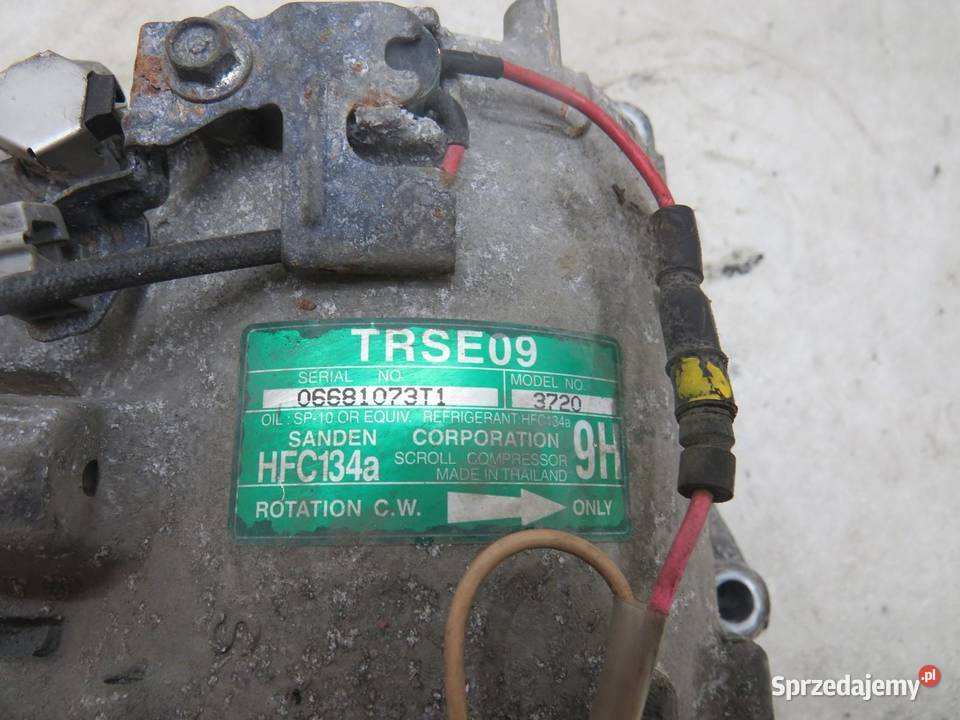 TRSE09
SERIAL NO.
MODEL NO.
06681073T1
3720
OIL : SP-10 OR EQUIV. REFRIGERANT HFC134a
SANDEN CORPORATION
HFC134a
SCROLL COMPRESSOR
MADE IN THAILAND
9H
ROTATION C.W.
ONLY
Sprzedajemy.pl